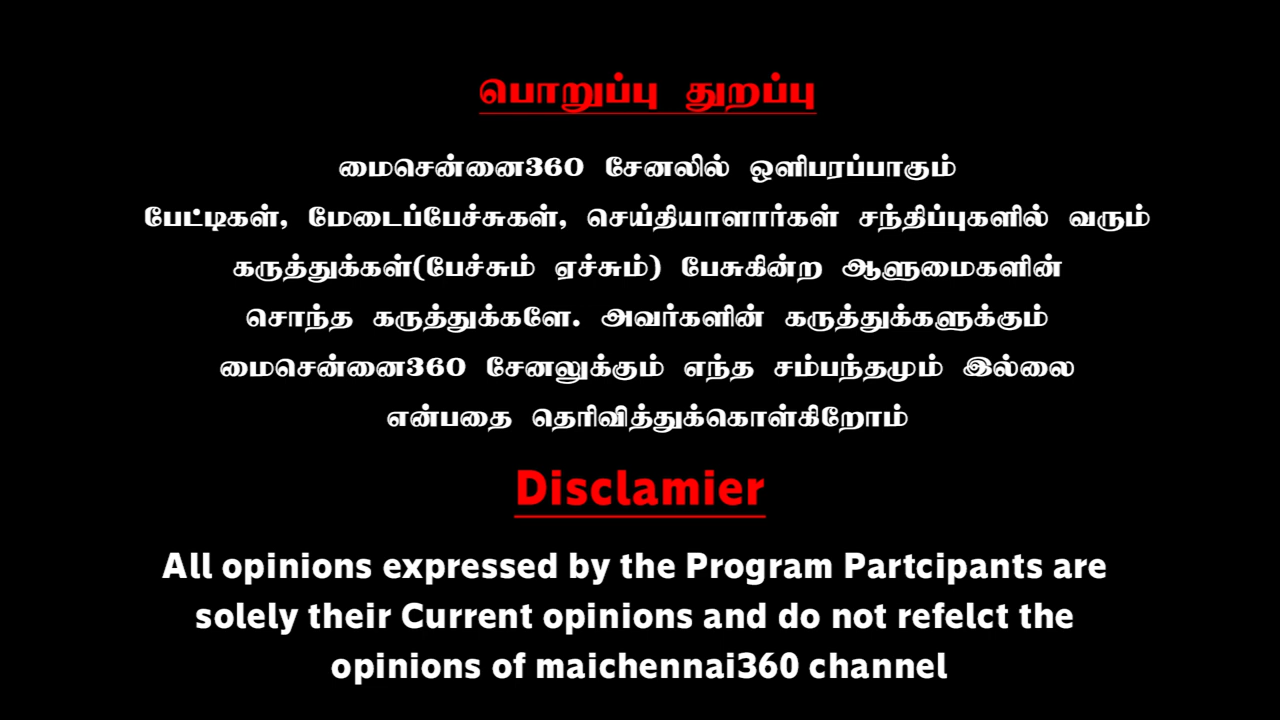 பொறுப்பு துறப்பு
மைசென்னை360 சேனலில் ஒளிபரப்பாகும்
பேட்டிகள், மேடைப்பேச்சுகள், செய்தியாளார்கள் சந்திப்புகளில் வரும்
கருத்துக்கள்(பேச்சும் ஏச்சும்) பேசுகின்ற ஆளுமைகளின்
சொந்த கருத்துக்களே. அவர்களின் கருத்துக்களுக்கும்
மைசென்னை360 சேனலுக்கும் எந்த சம்பந்தமும் இல்லை
என்பதை தெரிவித்துக்கொள்கிறோம்
Disclamier
All opinions expressed by the Program Partcipants are
solely their Current opinions and do not refelct the
opinions of maichennai360 channel